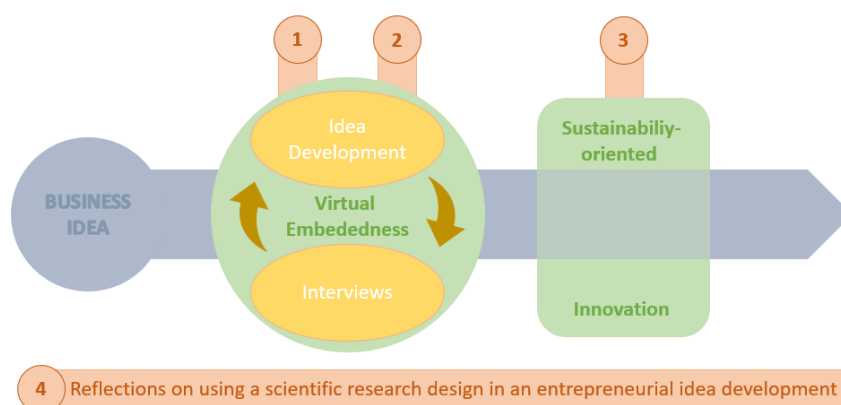 1
2
3
BUSINESS
IDEA
Idea
Development
Virtual
Embededness
Interviews
Sustainabiliy-
oriented
Innovation
4
Reflections on using a scientific research design in an entrepreneurial idea development